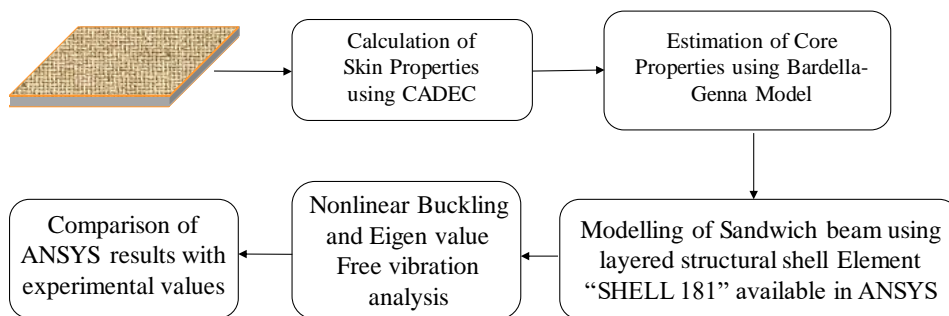 Calculation of
Skin Properties
using CADEC
Estimation of Core
Properties using Bardella-
Genna Model
Modelling of Sandwich beam using
layered structural shell Element
“SHELL 181” available in ANSYS
Nonlinear Buckling
and Eigen value
Free vibration
analysis
Comparison of
ANSYS results with
experimental values